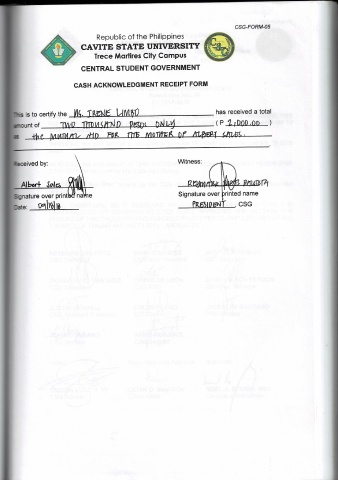 CSG-FORM-05
Republic of the Philippines
CAVITE STATE UNIVERSITY
Trece Martires City Campus
CENTRAL STUDENT GOVERNMENT
CASH ACKNOWLEDGMENT RECEIPT FORM
This is to certify the Ms. IRENE LIMBO has received a total
amount of TWO THOUSAND PESOS ONLY (P 2,000.00)
as the MUTUAL AID FOR THE MOTHER OF ALBERT SALES.
Received by: Witness:
Albert Sales
Signature over printed name Signature over printed name
Date: 09/18/18 PRESIDENT, CSG